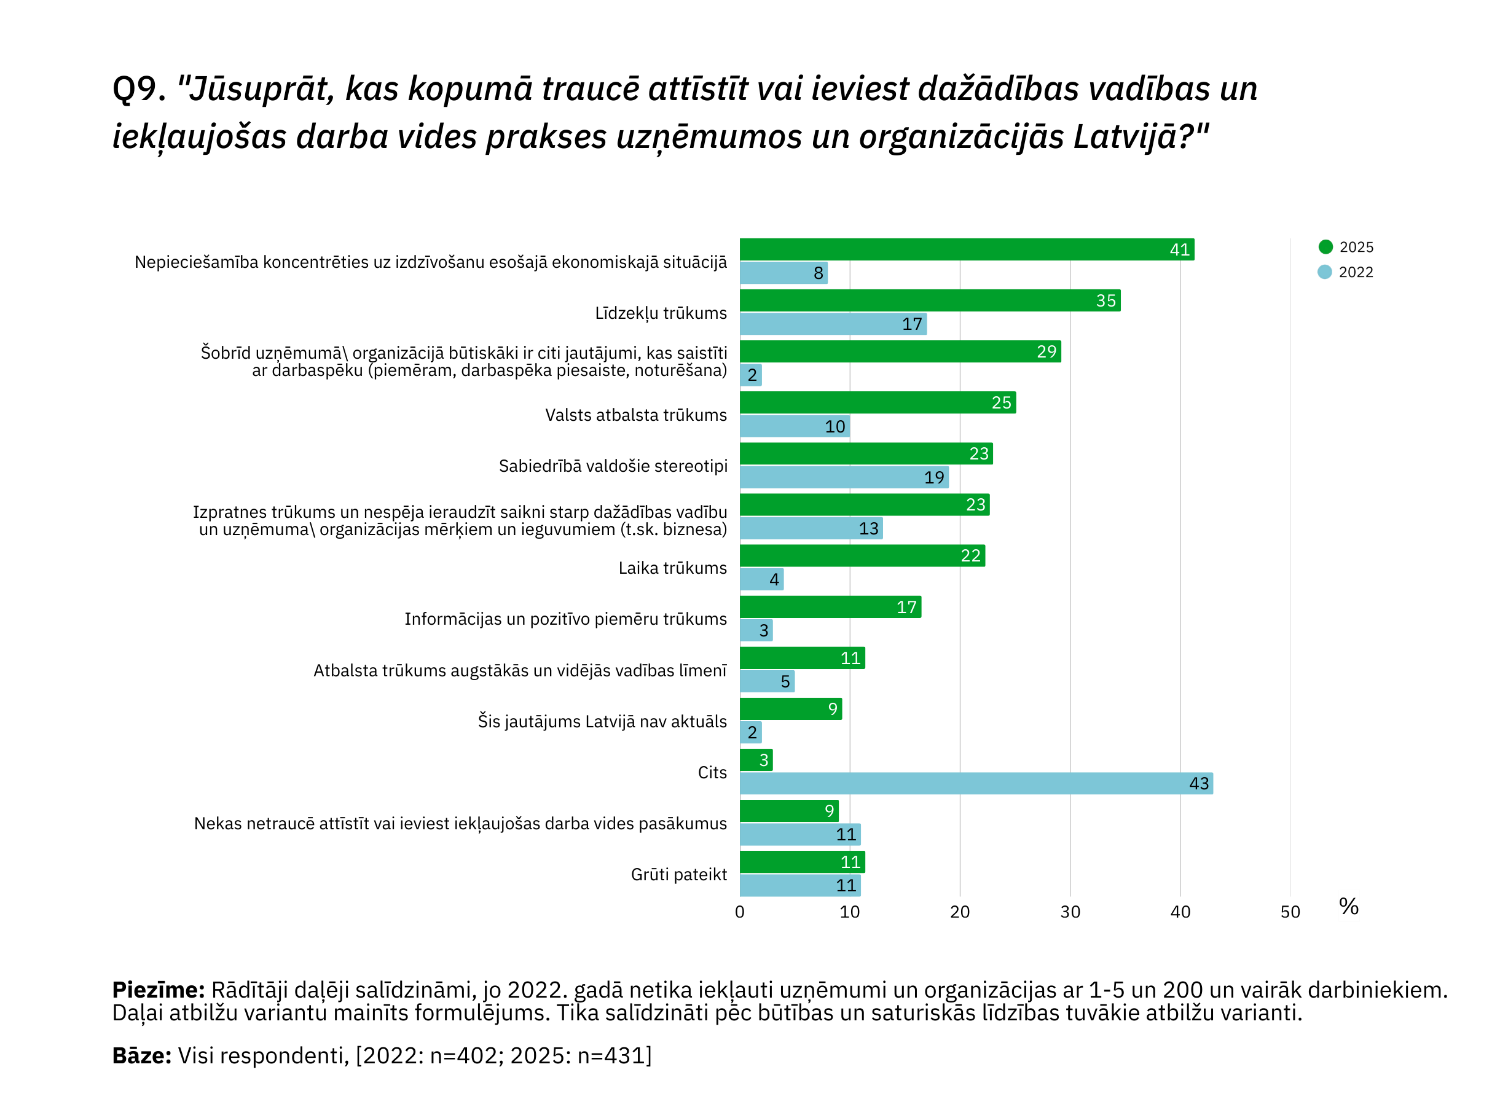 Q9. "Jūsuprāt, kas kopumā traucē attīstīt vai ieviest dažādības vadības un
iekļaujošas darba vides prakses uzņēmumos un organizācijās Latvijā?"
2025
2022
Nepieciešamība koncentrēties uz izdzīvošanu esošajā ekonomiskajā situācijā
41
8
Līdzekļu trūkums
35
17
Šobrīd uzņēmumā\ organizācijā būtiskāki ir citi jautājumi, kas saistīti
ar darbaspēku (piemēram, darbaspēka piesaiste, noturēšana)
29
2
Valsts atbalsta trūkums
25
10
Sabiedrībā valdošie stereotipi
23
19
Izpratnes trūkums un nespēja ieraudzīt saikni starp dažādības vadību
un uzņēmuma\ organizācijas mērķiem un ieguvumiem (t.sk. biznesa)
23
13
Laika trūkums
22
4
Informācijas un pozitīvo piemēru trūkums
17
3
Atbalsta trūkums augstākās un vidējās vadības līmenī
11
5
Šis jautājums Latvijā nav aktuāls
9
2
Cits
3
43
Nekas netraucē attīstīt vai ieviest iekļaujošas darba vides pasākumus
9
11
Grūti pateikt
11
11
0 10 20 30 40 50 %
Piezīme: Rādītāji daļēji salīdzināmi, jo 2022. gadā netika iekļauti uzņēmumi un organizācijas ar 1-5 un 200 un vairāk darbiniekiem.
Daļai atbilžu variantu mainīts formulējums. Tika salīdzināti pēc būtības un saturiskās līdzības tuvākie atbilžu varianti.
Bāze: Visi respondenti, [2022: n=402; 2025: n=431]